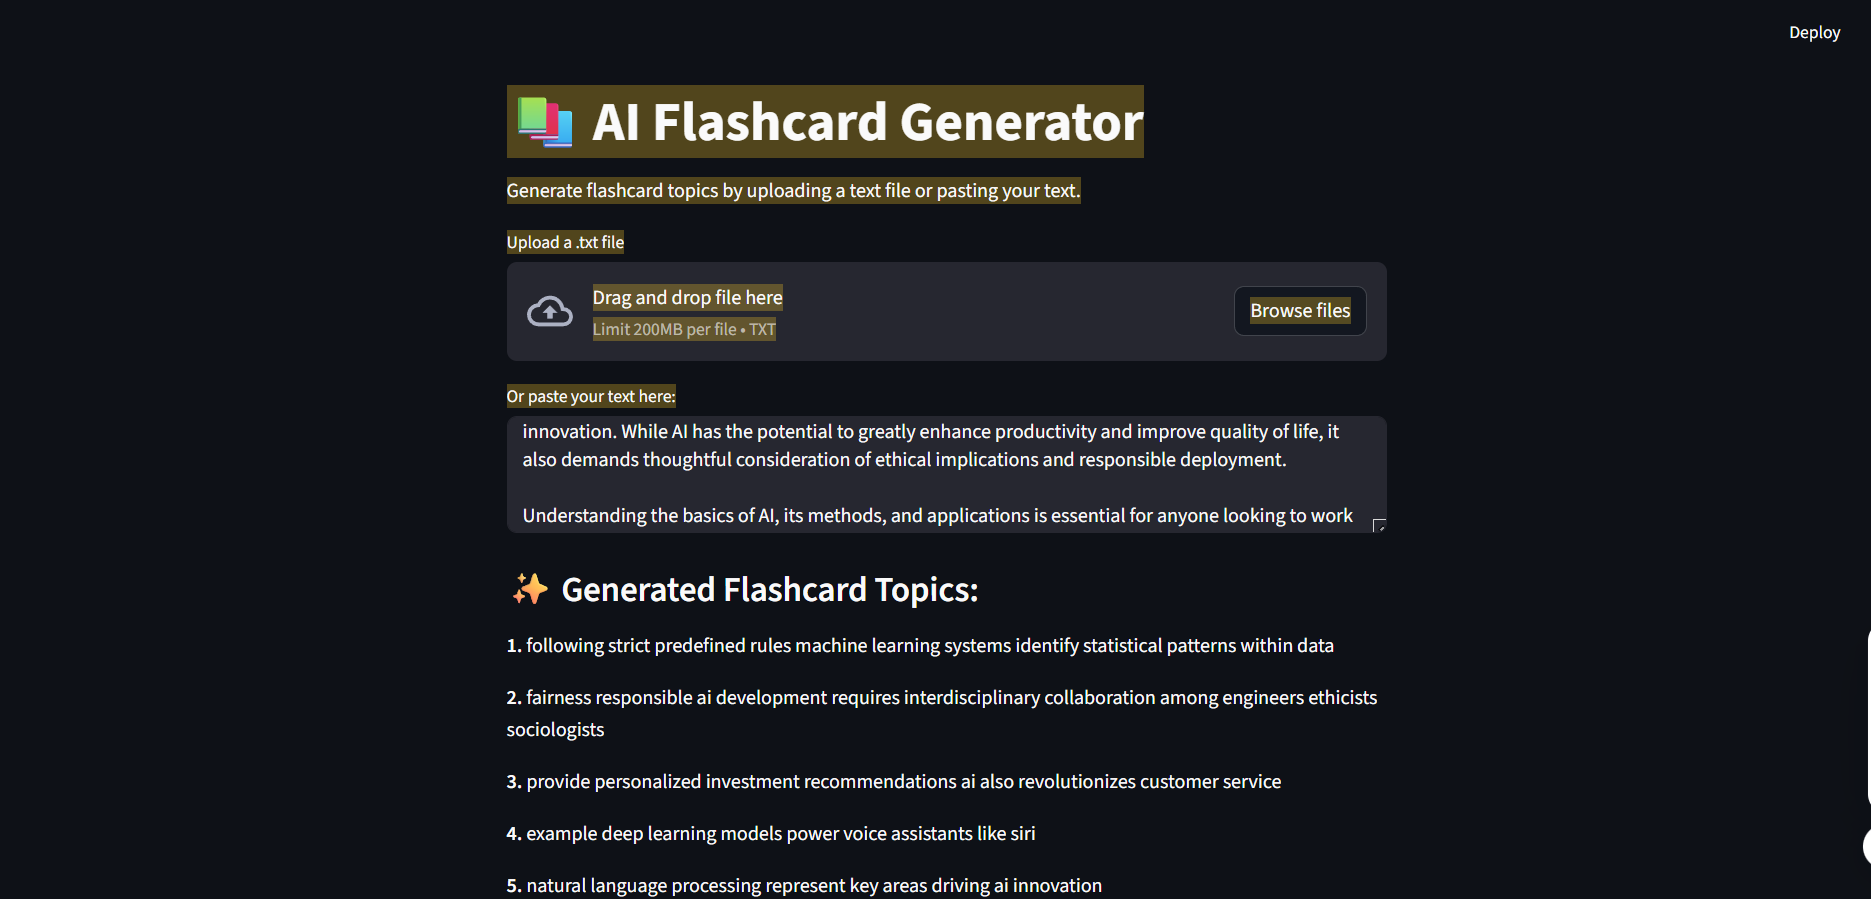 Deploy
AI Flashcard Generator
Generate flashcard topics by uploading a text file or pasting your text.
Upload a .txt file
Drag and drop file here
Limit 200MB per file • TXT
Browse files
Or paste your text here:
innovation. While AI has the potential to greatly enhance productivity and improve quality of life, it
also demands thoughtful consideration of ethical implications and responsible deployment.
Understanding the basics of AI, its methods, and applications is essential for anyone looking to work
Generated Flashcard Topics:
1. following strict predefined rules machine learning systems identify statistical patterns within data
2. fairness responsible ai development requires interdisciplinary collaboration among engineers ethicists
sociologists
3. provide personalized investment recommendations ai also revolutionizes customer service
4. example deep learning models power voice assistants like siri
5. natural language processing represent key areas driving ai innovation